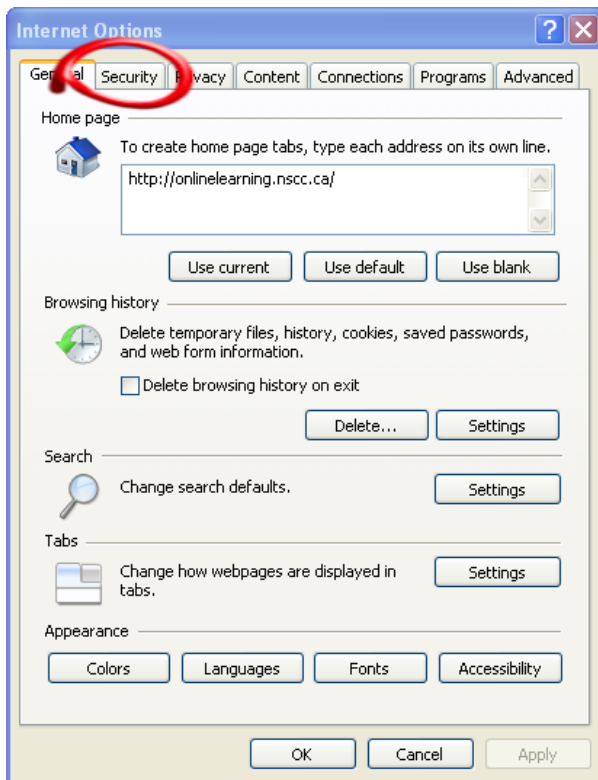 Internet Options
General Security Privacy Content Connections Programs Advanced
Home page
To create home page tabs, type each address on its own line.
http://onlinelearning.nscc.ca/
Use current Use default Use blank
Browsing history
Delete temporary files, history, cookies, saved passwords,
and web form information.
Delete browsing history on exit
Delete... Settings
Search
Change search defaults.
Settings
Tabs
Change how webpages are displayed in
tabs.
Settings
Appearance
Colors Languages Fonts Accessibility
OK Cancel Apply